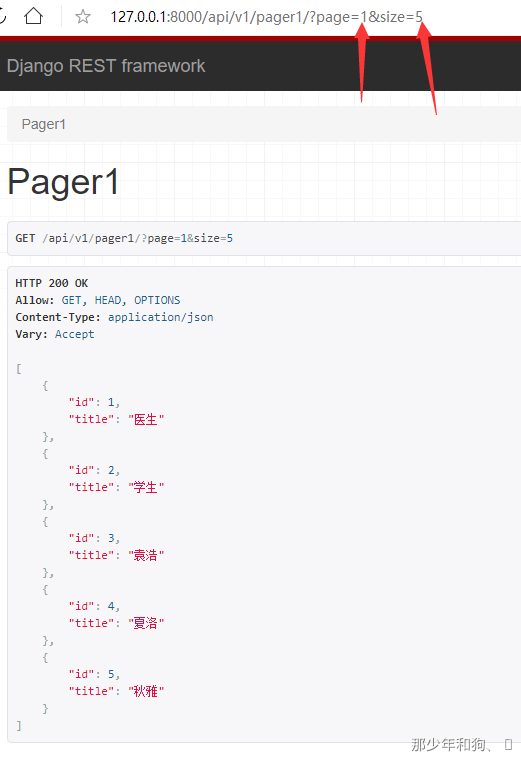 127.0.0.1:8000/api/v1/pager1/?page=1&size=5
Django REST framework
Pager1
Pager1
GET /api/v1/pager1/?page=1&size=5
HTTP 200 OK
Allow: GET, HEAD, OPTIONS
Content-Type: application/json
Vary: Accept
[
    {
        "id": 1,
        "title": "医生"
    },
    {
        "id": 2,
        "title": "学生"
    },
    {
        "id": 3,
        "title": "袁浩"
    },
    {
        "id": 4,
        "title": "夏洛"
    },
    {
        "id": 5,
        "title": "秋雅"
    }
]
那少年和狗、